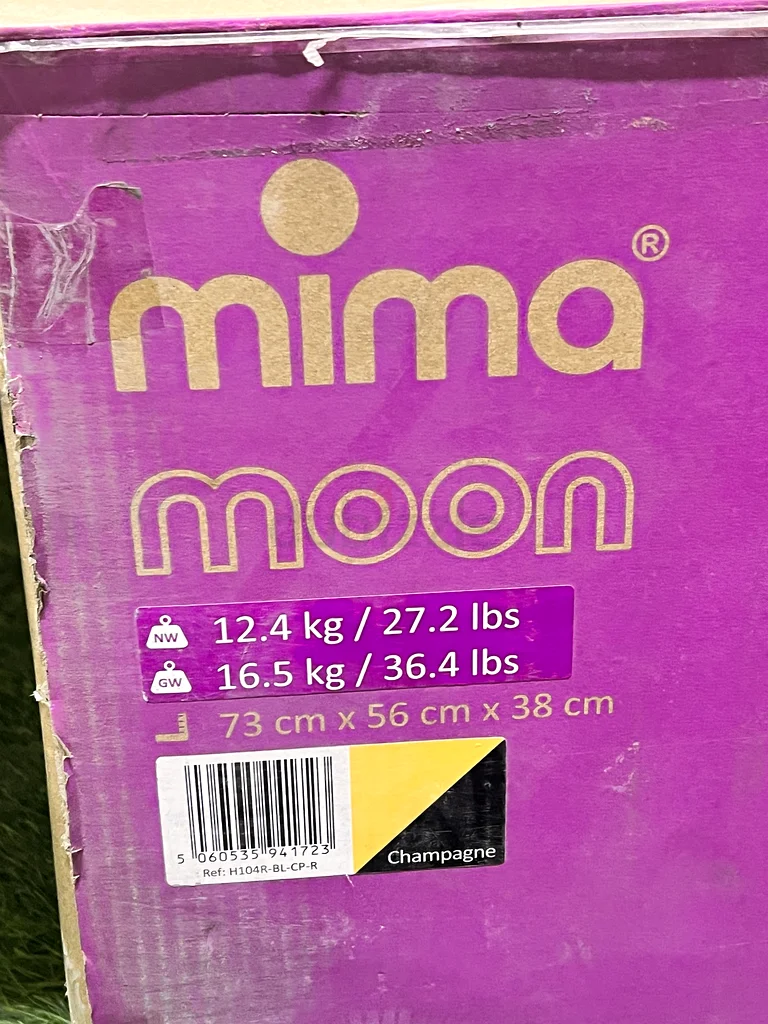 mima®
moon
NW 12.4 kg / 27.2 lbs
GW 16.5 kg / 36.4 lbs
73 cm x 56 cm x 38 cm
5 060535 941723
Ref: H104R-BL-CP-R
Champagne